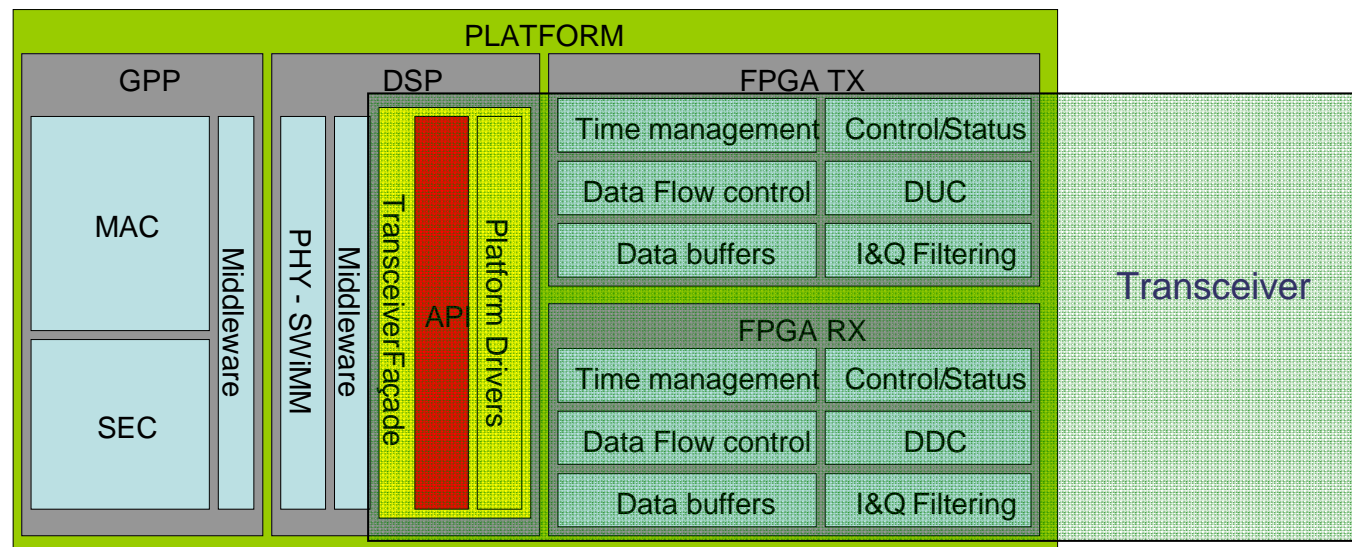 PLATFORM
GPP
MAC
SEC
Middleware
DSP
PHY - SWiMM
Middleware
TransceiverFaçade
API
Platform Drivers
FPGA TX
Time management
Control/Status
Data Flow control
DUC
Data buffers
I&Q Filtering
FPGA RX
Time management
Control/Status
Data Flow control
DDC
Data buffers
I&Q Filtering
Transceiver